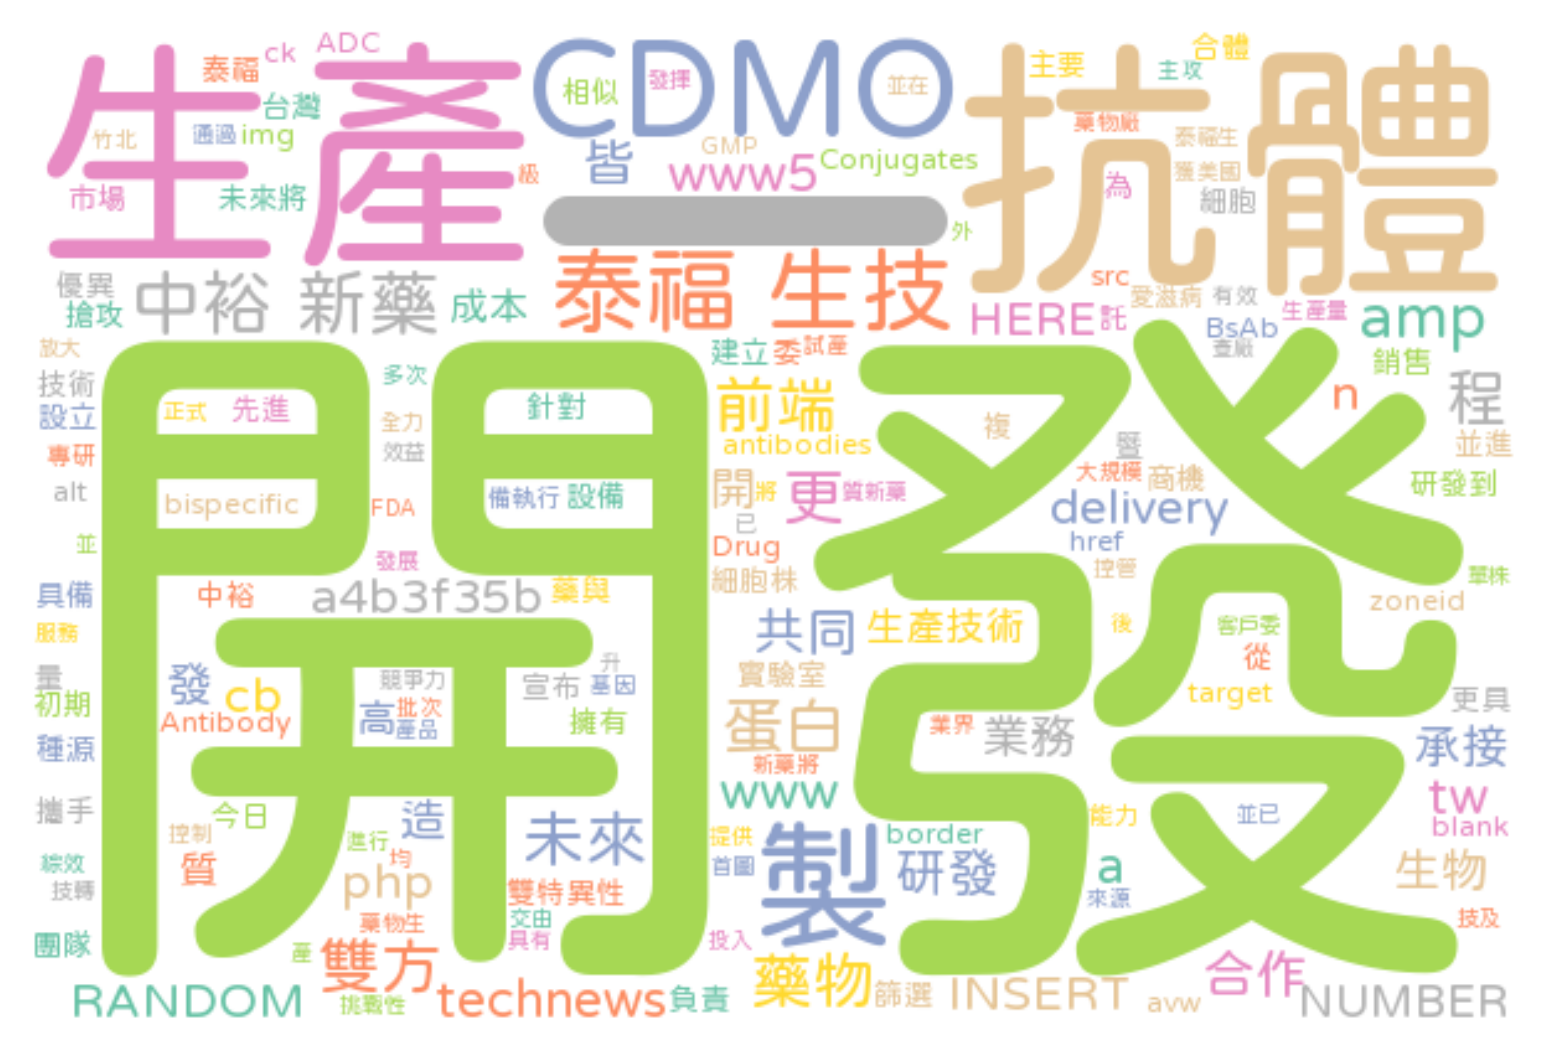 生產
CDMO
抗體
開發
泰福 生技
中裕 新藥
成本
泰福
ck
ADC
台灣
竹北
通過
img
市場
未來將
級
相似
發揮
並在
皆
GMP
www5
Conjugates
外
主要
合體
主攻
藥物廠
泰福生
獲美國
為
細胞
src
愛滋病
有效
生產量
HERE
託
BsAb
查廠
amp
優異
搶攻
放大
技術
設立
專研
alt
並
具備
服務
量
初期
種源
攜手
綜效
技轉
團隊
正式
先進
多次
全力
效益
針對
bispecific
FDA
備執行
設備
發展
中裕
a4b3f35b
藥與
發
cb
Antibody
競爭力
高
批次
產品
升
宣布
基因
擁有
今日
控制
質
造
進行
均
php
未來
雙特異性
交由
具有
藥物生
產
雙方
挑戰性
RANDOM
technews
負責
建立
委
試產
前端
antibodies
開
將
更
質新藥
已
Drug
細胞株
共同
生產技術
實驗室
蛋白
新藥將
業界
業務
www
提供
首圖
製
border
研發
投入
藥物
篩選
INSERT
avw
合作
NUMBER
複
暨
大規模
商機
delivery
href
控管
後
客戶委
從
target
能力
並已
a
來源
銷售
n
程
並進
研發到
單株
zoneid
更具
承接
tw
blank
生物
技及